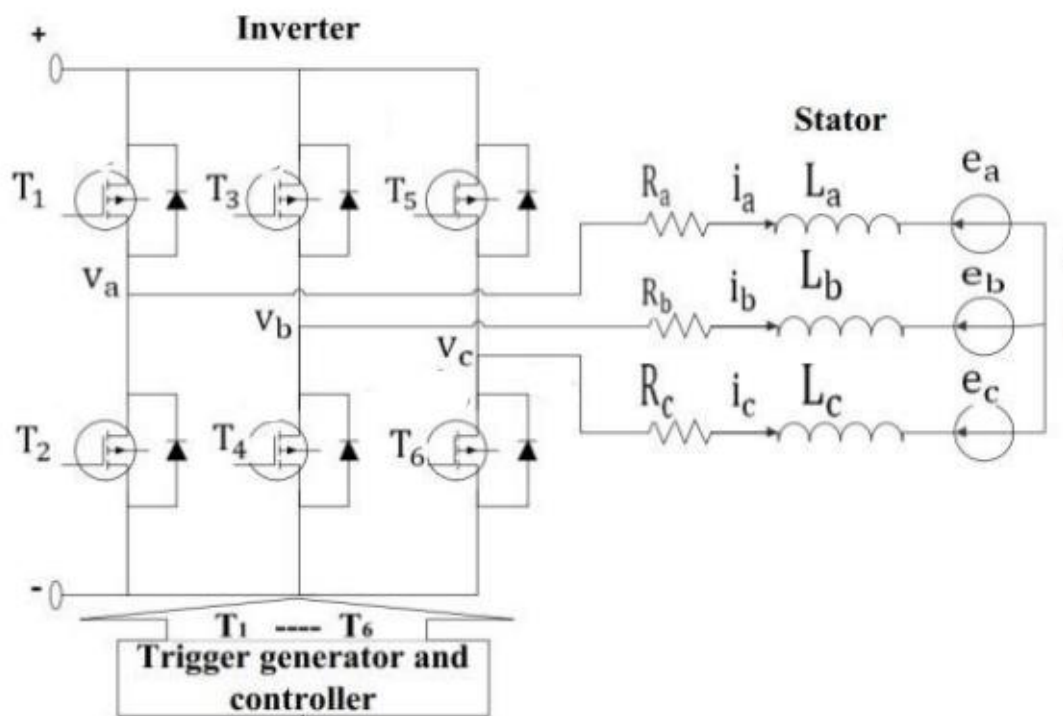 Inverter
+
Stator
T1
T3
T5
Ra
ia
La
ea
va
Rb
ib
Lb
eb
vb
vc
Rc
ic
Lc
ec
T2
T4
T6
-
T1 ---- T6
Trigger generator and
controller